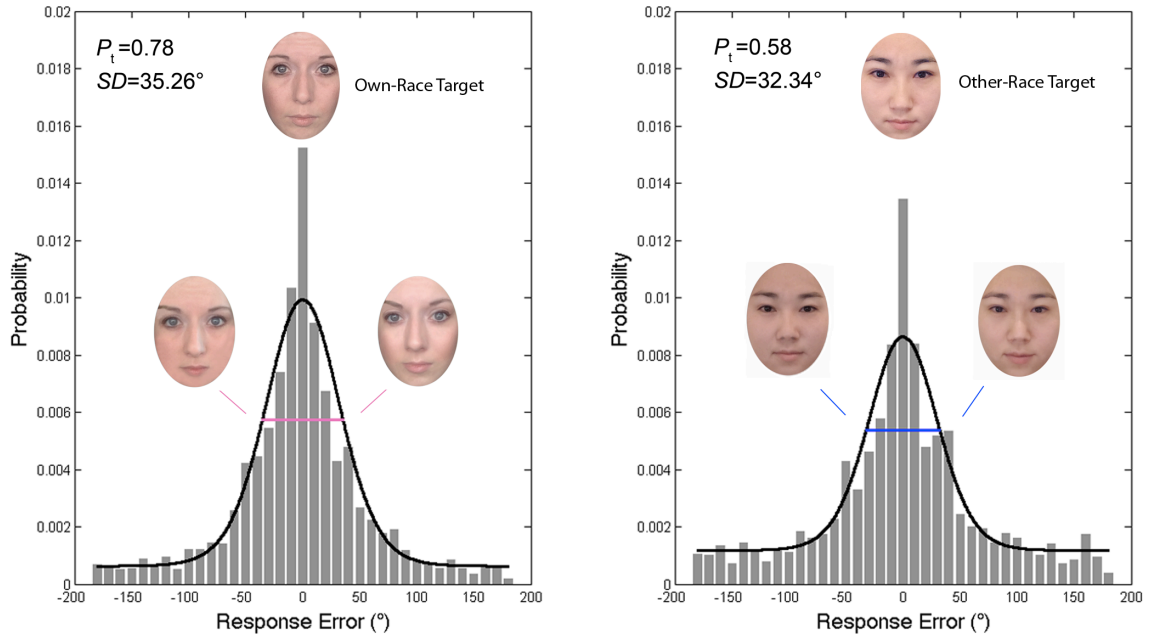 0.02
0.018
0.016
0.014
0.012
0.01
0.008
0.006
0.004
0.002
0
Probability
Pt=0.78
SD=35.26°
Own-Race Target
-200 -150 -100 -50 0 50 100 150 200
Response Error (°)
0.02
0.018
0.016
0.014
0.012
0.01
0.008
0.006
0.004
0.002
0
Probability
Pt=0.58
SD=32.34°
Other-Race Target
-200 -150 -100 -50 0 50 100 150 200
Response Error (°)